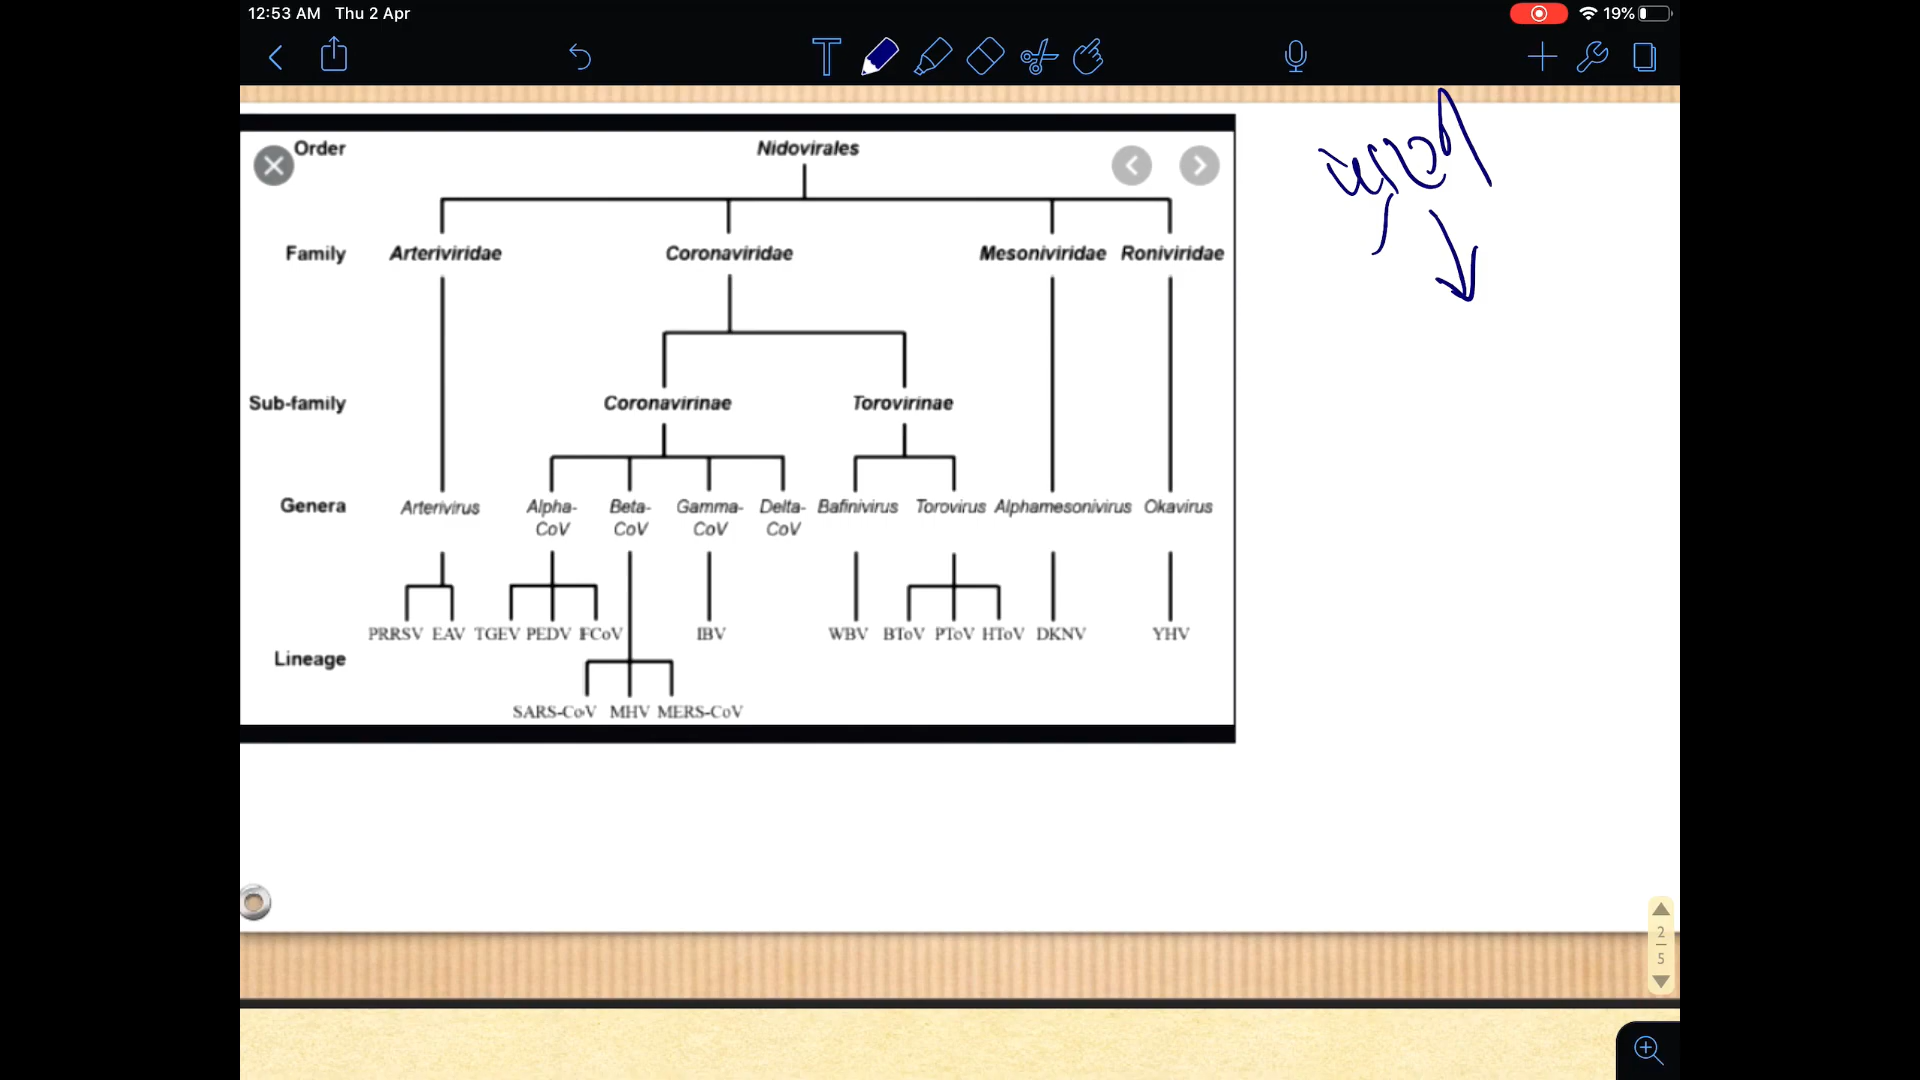 12:53 AM Thu 2 Apr
19%
Order Nidovirales
Family Arteriviridae Coronaviridae Mesoniviridae Roniviridae
Sub-family Coronavirinae Torovirinae
Genera Arterivirus Alpha- Beta- Gamma- Delta- Bafinivirus Torovirus Alphamesonivirus Okavirus
CoV CoV CoV CoV
PRRSV EAV TGEV PEDV FCoV IBV WBV BToV PToV HToV DKNV YHV
Lineage
SARS-CoV MHV MERS-CoV
2
5